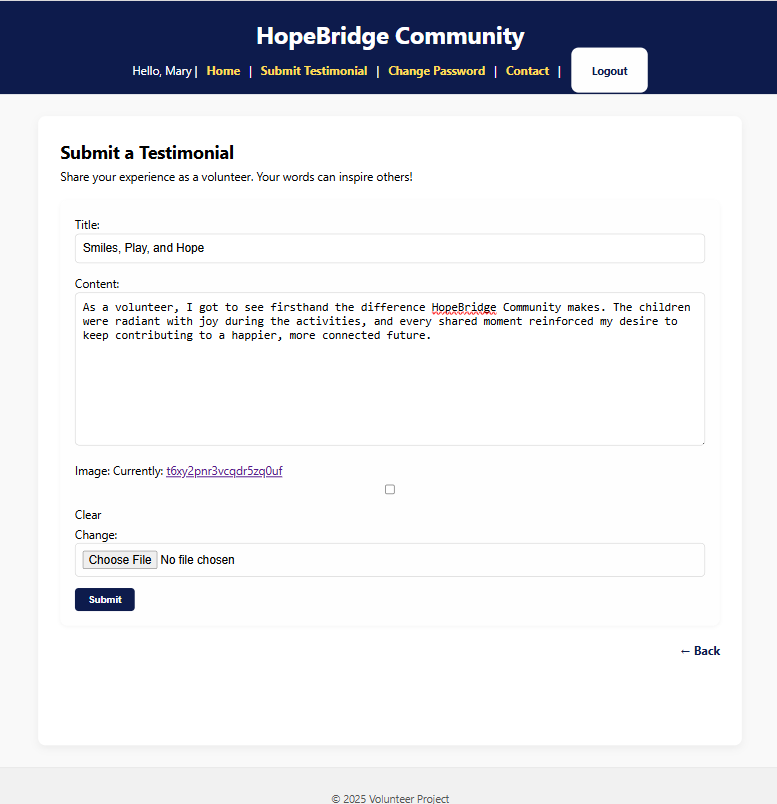 HopeBridge Community
Hello, Mary | Home | Submit Testimonial | Change Password | Contact | Logout
Submit a Testimonial
Share your experience as a volunteer. Your words can inspire others!
Title:
Smiles, Play, and Hope
Content:
As a volunteer, I got to see firsthand the difference HopeBridge Community makes. The children
were radiant with joy during the activities, and every shared moment reinforced my desire to
keep contributing to a happier, more connected future.
Image: Currently: t6xy2pnr3vcqdr5zq0uf
Clear
Change:
Choose File No file chosen
Submit
← Back
© 2025 Volunteer Project